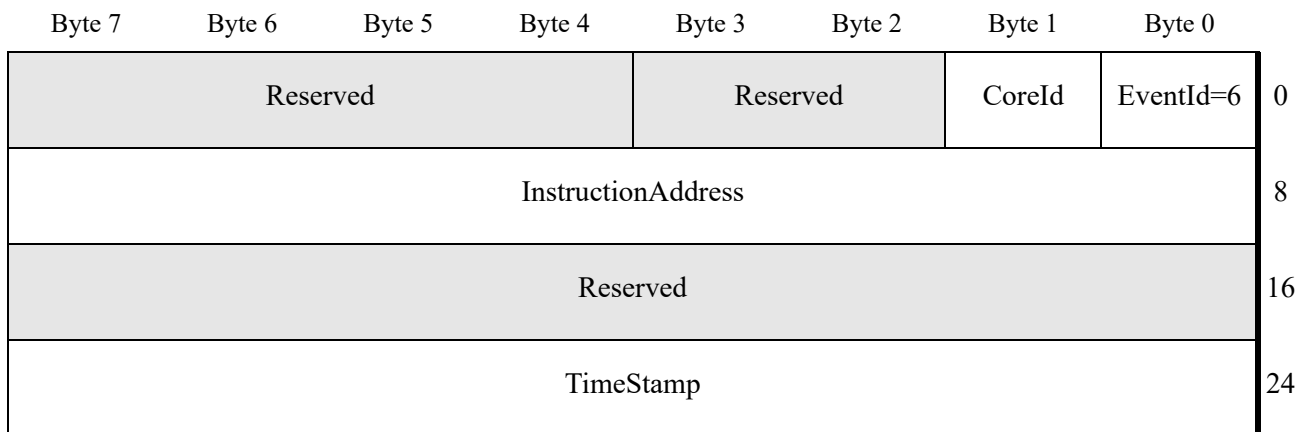 Byte 7 Byte 6 Byte 5 Byte 4 Byte 3 Byte 2 Byte 1 Byte 0
Reserved Reserved CoreId EventId=6 0
InstructionAddress 8
Reserved 16
TimeStamp 24